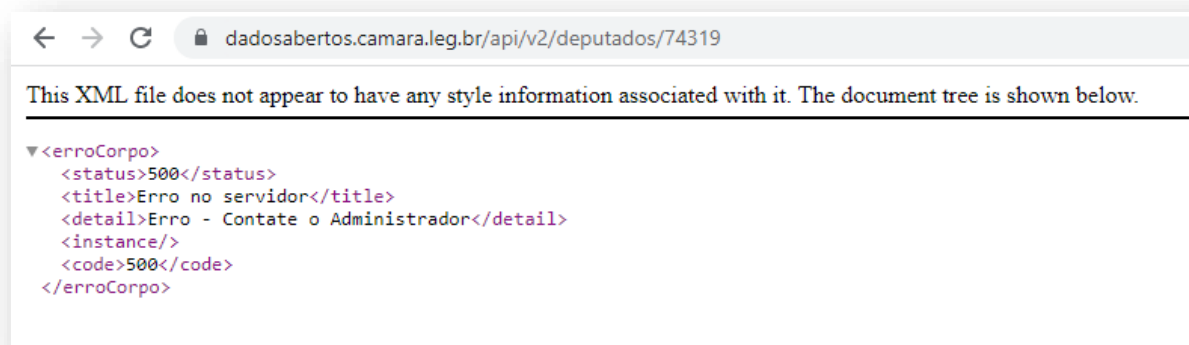 dadosabertos.camara.leg.br/api/v2/deputados/74319
This XML file does not appear to have any style information associated with it. The document tree is shown below.
▼<erroCorpo>
<status>500</status>
<title>Erro no servidor</title>
<detail>Erro - Contate o Administrador</detail>
<instance/>
<code>500</code>
</erroCorpo>